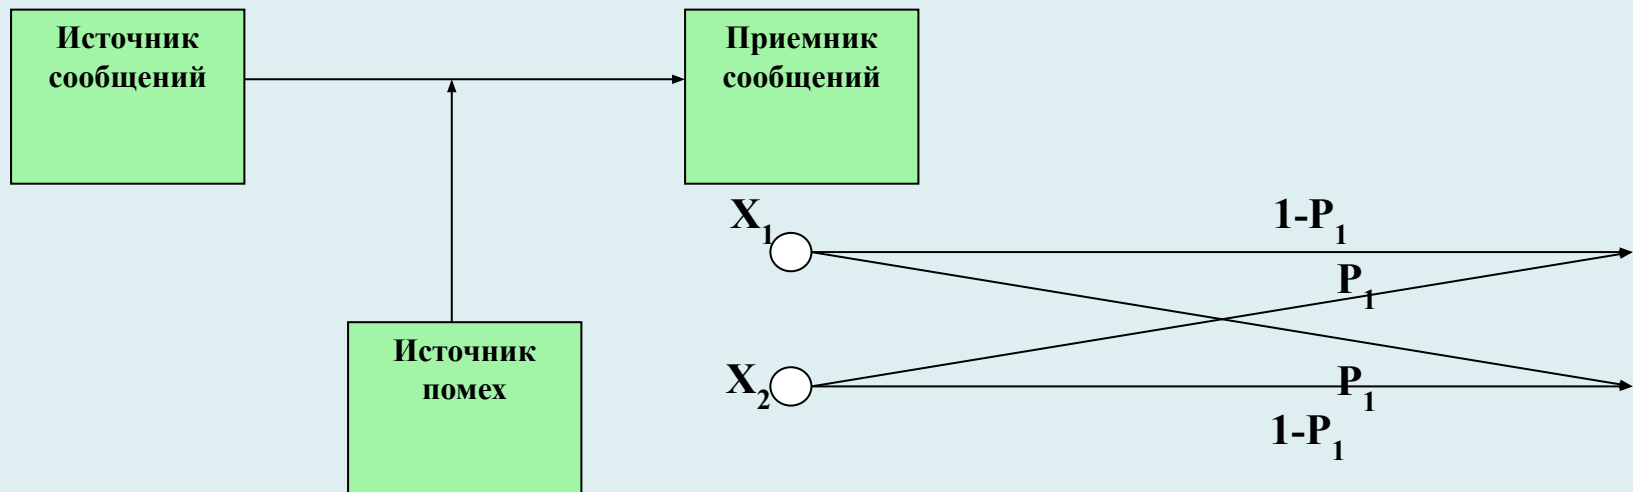 Источник
сообщений
Приемник
сообщений
Источник
помех
X₁
1-P₁
P₁
X₂
P₁
1-P₁